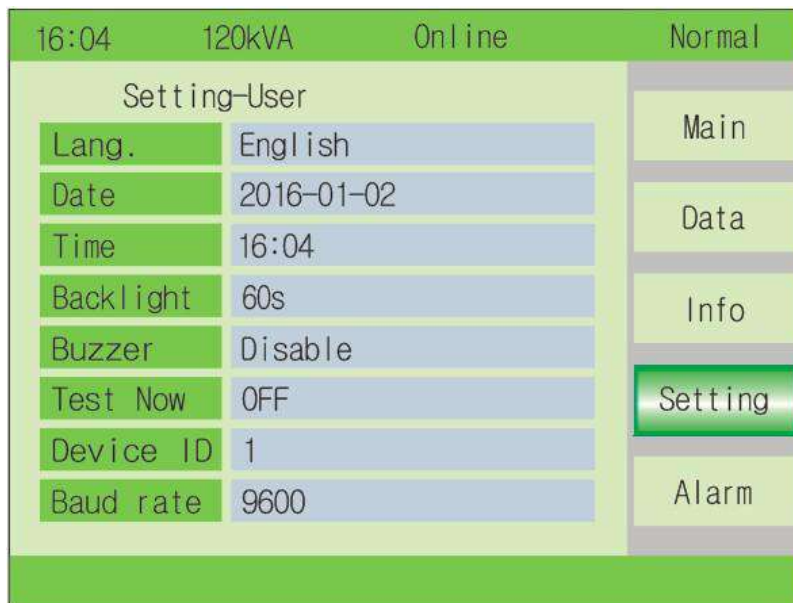 16:04 120kVA Online Normal
Setting-User
Lang. English
Date 2016-01-02
Time 16:04
Backlight 60s
Buzzer Disable
Test Now OFF
Device ID 1
Baud rate 9600
Main
Data
Info
Setting
Alarm